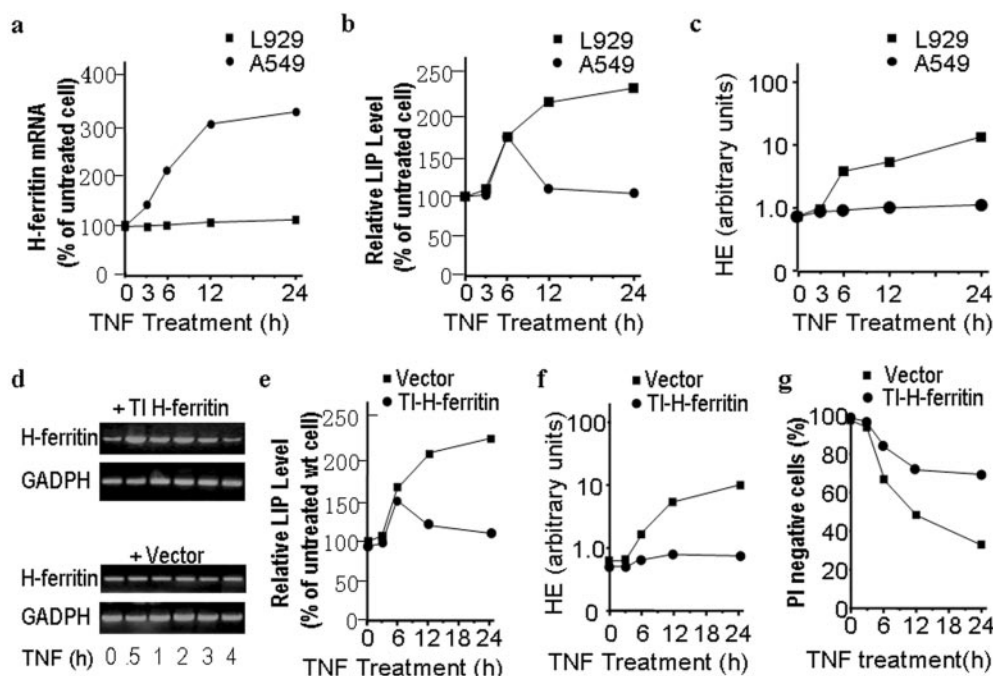 a
L929
A549
H-ferritin mRNA
(% of untreated cell)
400
300
200
100
0
0 3 6 12 24
TNF Treatment (h)
b
L929
A549
Relative LIP Level
(% of untreated cell)
250
200
150
100
50
0
0 3 6 12 24
TNF Treatment (h)
c
L929
A549
HE (arbitrary units)
100
10
1.0
0
0 3 6 12 24
TNF Treatment (h)
d
+ TI H-ferritin
H-ferritin
GADPH
+ Vector
H-ferritin
GADPH
TNF (h) 0 .5 1 2 3 4
e
Vector
TI-H-ferritin
Relative LIP Level
(% of untreated wt cell)
250
200
150
100
50
0
0 6 12 18 24
TNF Treatment (h)
f
Vector
TI-H-ferritin
HE (arbitrary units)
100
10
1.0
0
0 6 12 18 24
TNF Treatment (h)
g
Vector
TI-H-ferritin
PI negative cells (%)
100
80
60
40
20
0
0 6 12 18 24
TNF treatment(h)